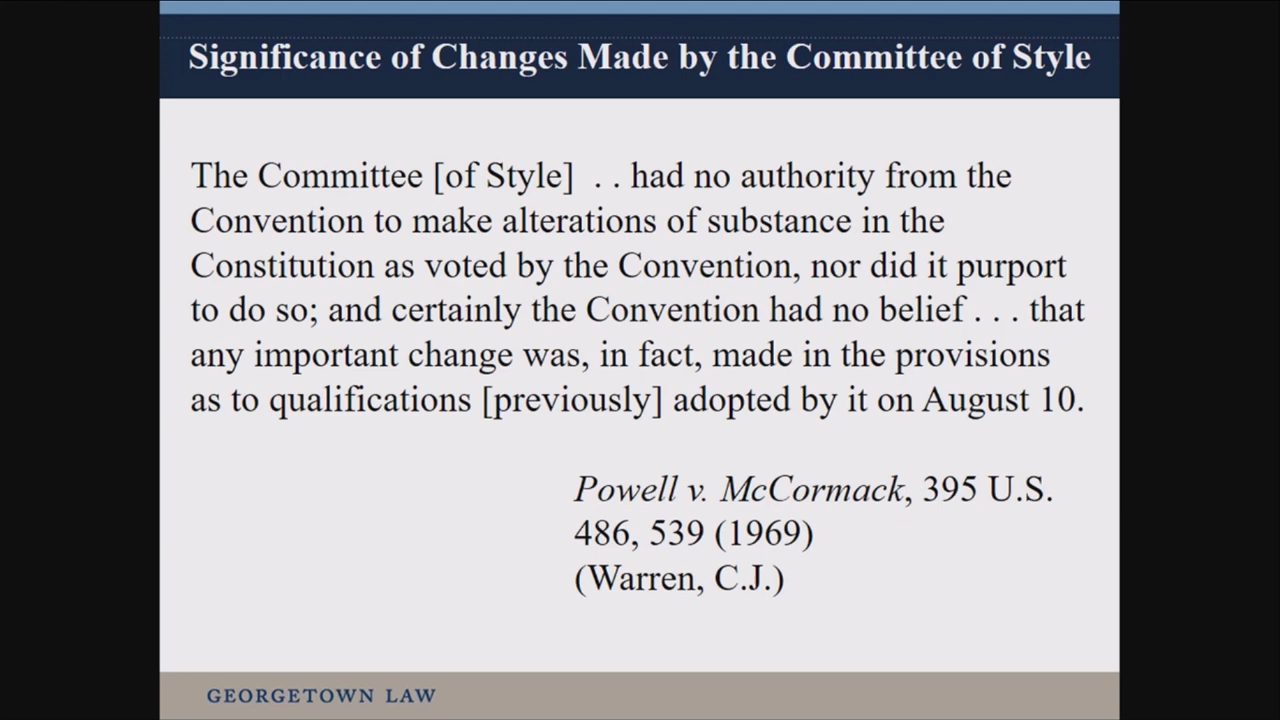 Significance of Changes Made by the Committee of Style
The Committee [of Style]  . . had no authority from the
Convention to make alterations of substance in the
Constitution as voted by the Convention, nor did it purport
to do so; and certainly the Convention had no belief . . . that
any important change was, in fact, made in the provisions
as to qualifications [previously] adopted by it on August 10.
Powell v. McCormack, 395 U.S.
486, 539 (1969)
(Warren, C.J.)
GEORGETOWN LAW